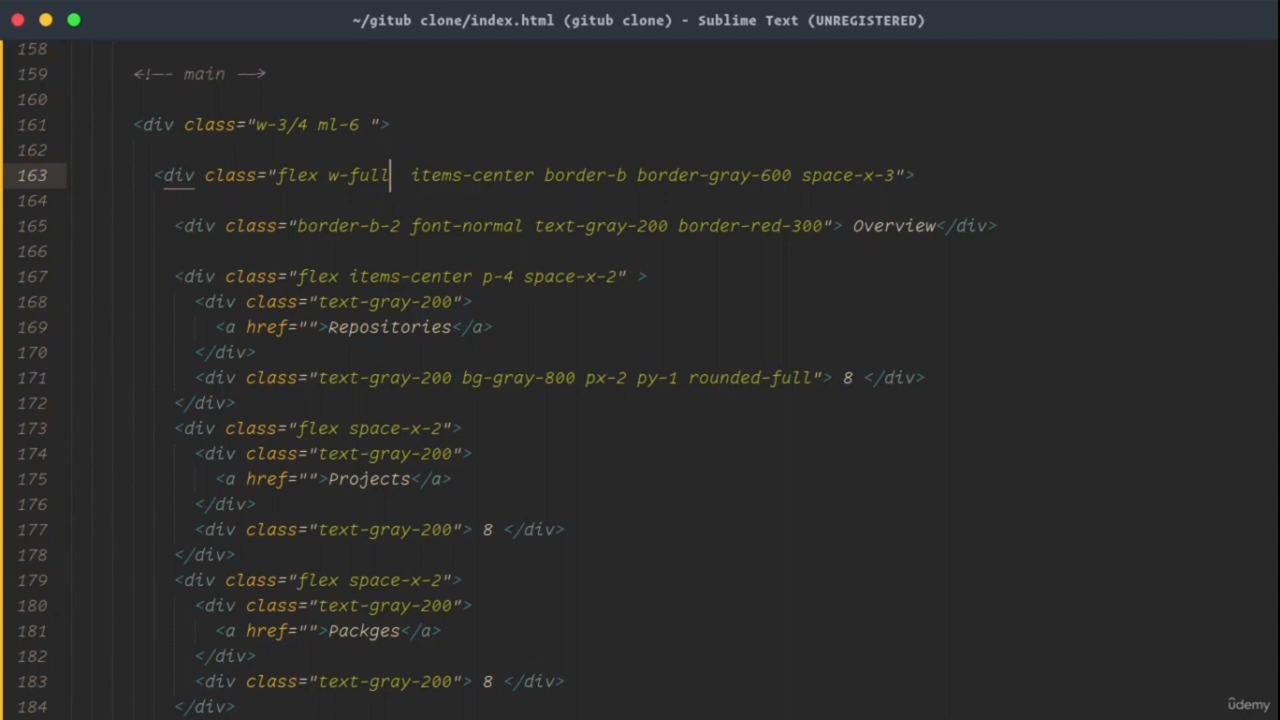 ~/gitub clone/index.html (gitub clone) - Sublime Text (UNREGISTERED)
158
159 <!-- main -->
160
161 <div class="w-3/4 ml-6 ">
162
163 <div class="flex w-full  items-center border-b border-gray-600 space-x-3">
164
165 <div class="border-b-2 font-normal text-gray-200 border-red-300"> Overview</div>
166
167 <div class="flex items-center p-4 space-x-2" >
168 <div class="text-gray-200">
169 <a href="">Repositories</a>
170 </div>
171 <div class="text-gray-200 bg-gray-800 px-2 py-1 rounded-full"> 8 </div>
172 </div>
173 <div class="flex space-x-2">
174 <div class="text-gray-200">
175 <a href="">Projects</a>
176 </div>
177 <div class="text-gray-200"> 8 </div>
178 </div>
179 <div class="flex space-x-2">
180 <div class="text-gray-200">
181 <a href="">Packges</a>
182 </div>
183 <div class="text-gray-200"> 8 </div>
184 </div>
ûdemy